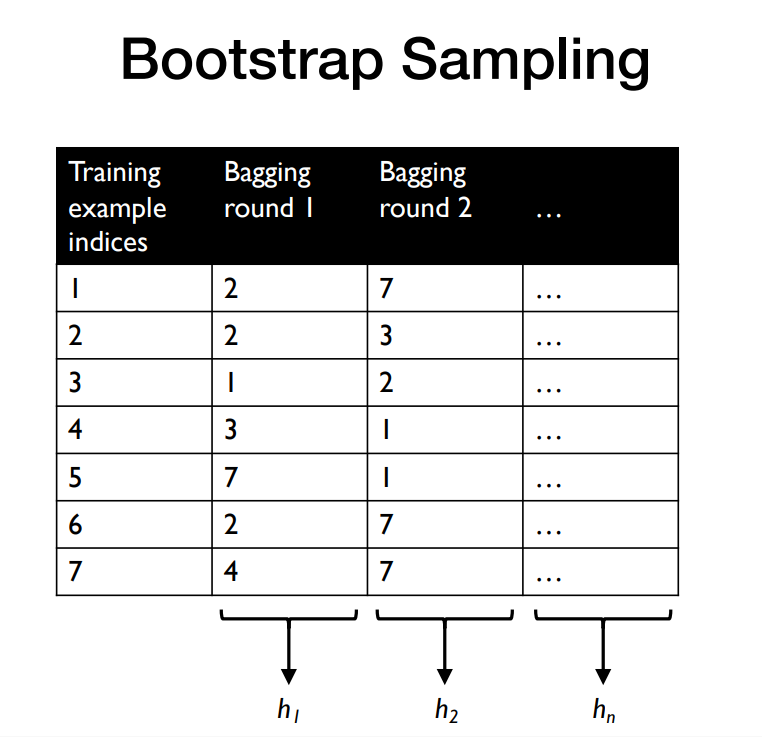 Bootstrap Sampling
Training example indices Bagging round 1 Bagging round 2 …
1 2 7 …
2 2 3 …
3 1 2 …
4 3 1 …
5 7 1 …
6 2 7 …
7 4 7 …
h1 h2 hn